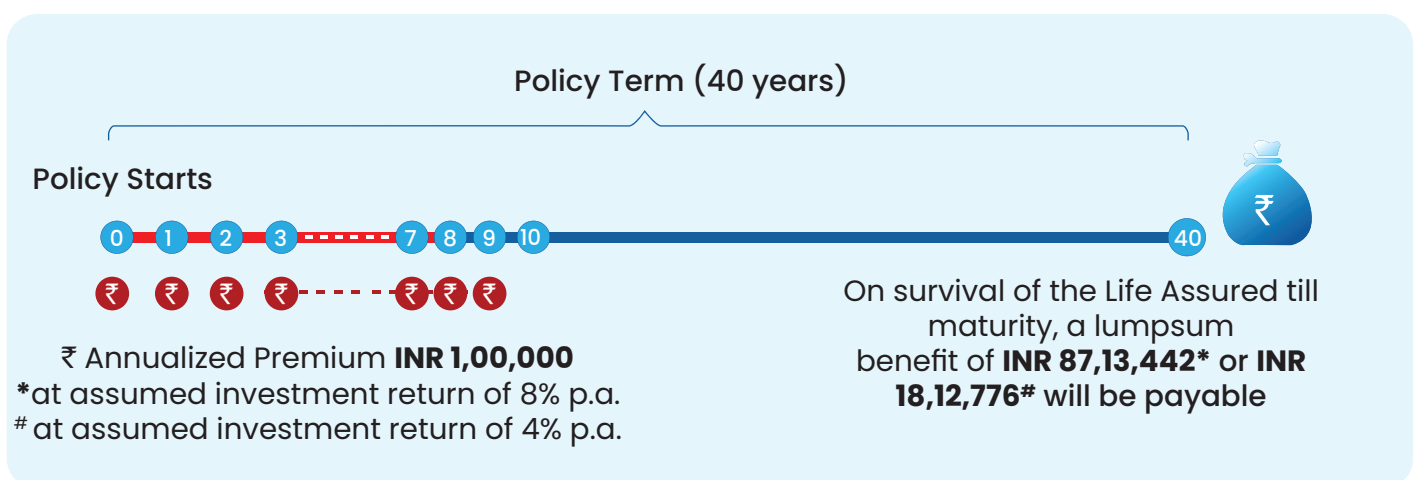 Policy Term (40 years)
Policy Starts
0 1 2 3 7 8 9 10 40
₹
₹ ₹ ₹ ₹ ₹ ₹ ₹
₹ Annualized Premium INR 1,00,000
*at assumed investment return of 8% p.a.
# at assumed investment return of 4% p.a.
On survival of the Life Assured till
maturity, a lumpsum
benefit of INR 87,13,442* or INR
18,12,776# will be payable